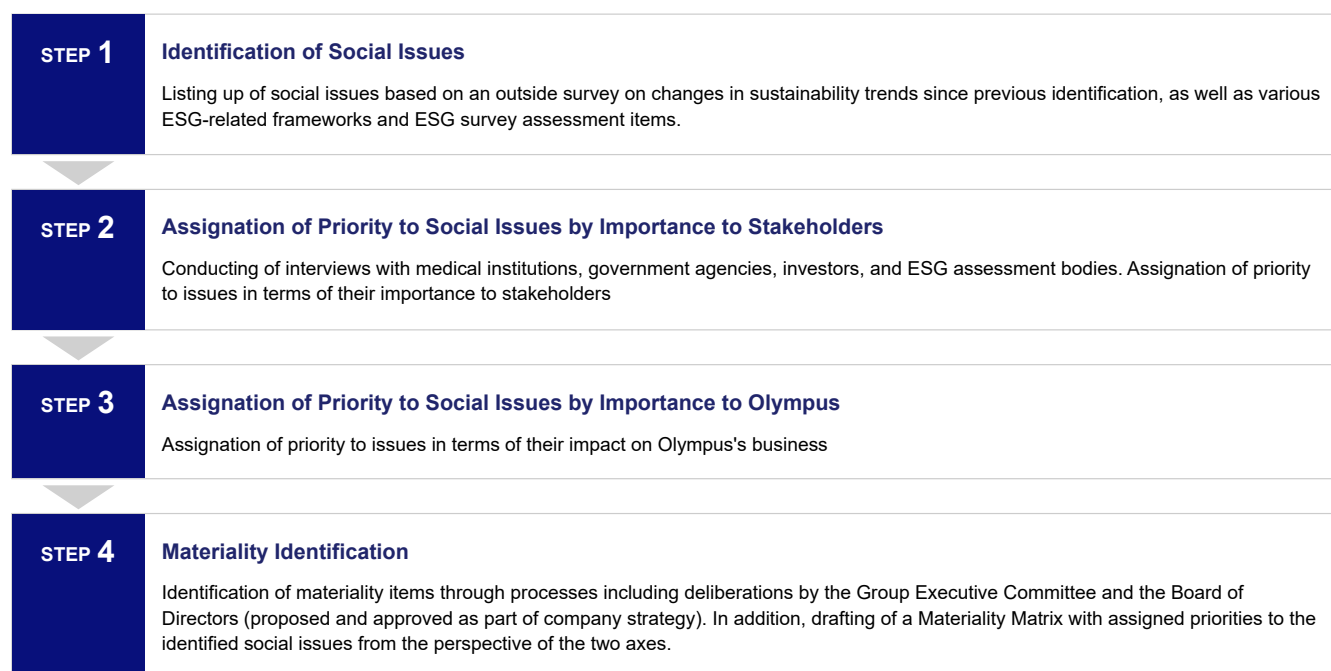 STEP 1
Identification of Social Issues
Listing up of social issues based on an outside survey on changes in sustainability trends since previous identification, as well as various
ESG-related frameworks and ESG survey assessment items.
STEP 2
Assignation of Priority to Social Issues by Importance to Stakeholders
Conducting of interviews with medical institutions, government agencies, investors, and ESG assessment bodies. Assignation of priority
to issues in terms of their importance to stakeholders
STEP 3
Assignation of Priority to Social Issues by Importance to Olympus
Assignation of priority to issues in terms of their impact on Olympus's business
STEP 4
Materiality Identification
Identification of materiality items through processes including deliberations by the Group Executive Committee and the Board of
Directors (proposed and approved as part of company strategy). In addition, drafting of a Materiality Matrix with assigned priorities to the
identified social issues from the perspective of the two axes.